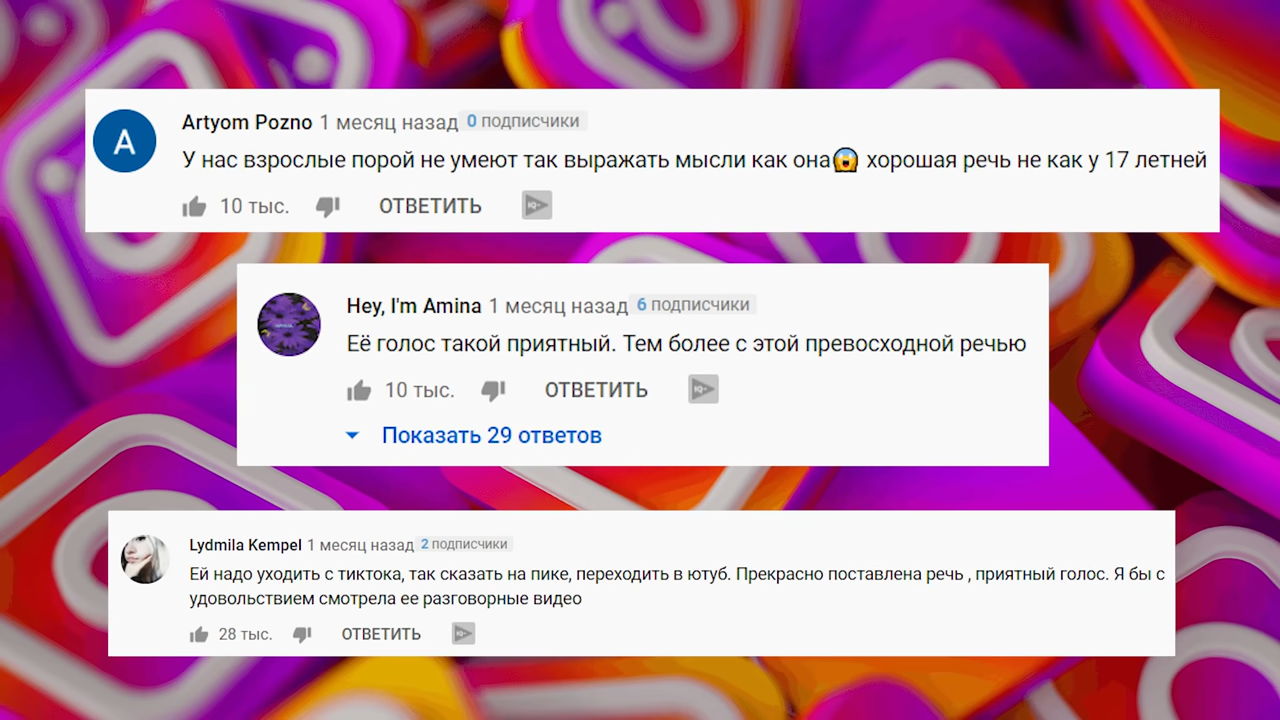 A
Artyom Pozno 1 месяц назад 0 подписчики
У нас взрослые порой не умеют так выражать мысли как она😱 хорошая речь не как у 17 летней
10 тыс. ОТВЕТИТЬ IQ+
Hey, I'm Amina 1 месяц назад 6 подписчики
Её голос такой приятный. Тем более с этой превосходной речью
10 тыс. ОТВЕТИТЬ IQ+
Показать 29 ответов
Lydmila Kempel 1 месяц назад 2 подписчики
Ей надо уходить с тиктока, так сказать на пике, переходить в ютуб. Прекрасно поставлена речь , приятный голос. Я бы с
удовольствием смотрела ее разговорные видео
28 тыс. ОТВЕТИТЬ IQ+